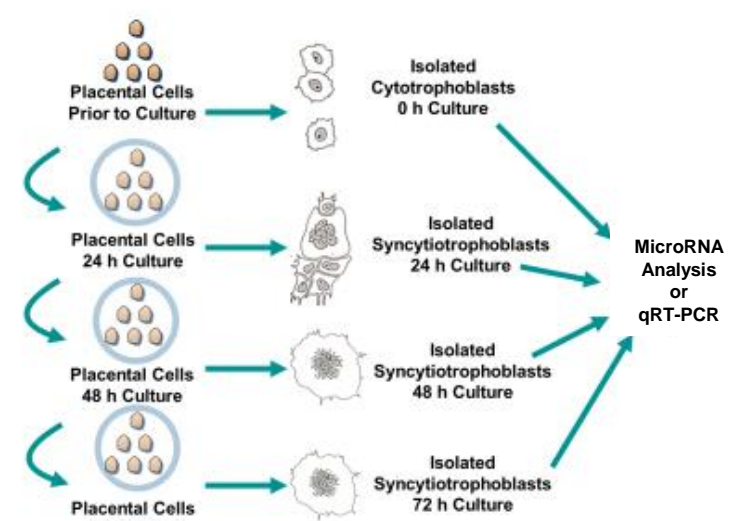 Placental Cells
Prior to Culture
Isolated
Cytotrophoblasts
0 h Culture
Placental Cells
24 h Culture
Isolated
Syncytiotrophoblasts
24 h Culture
MicroRNA
Analysis
or
qRT-PCR
Placental Cells
48 h Culture
Isolated
Syncytiotrophoblasts
48 h Culture
Placental Cells
Isolated
Syncytiotrophoblasts
72 h Culture